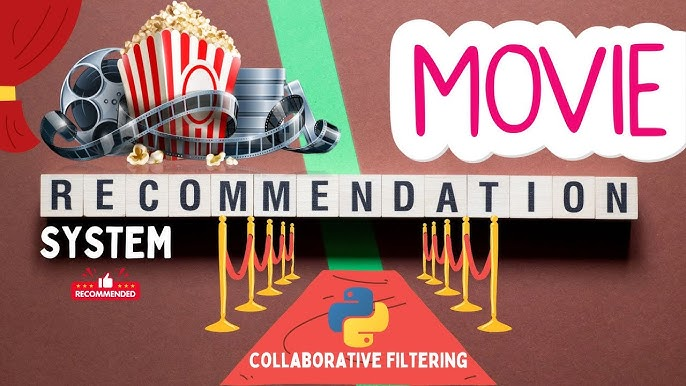 MOVIE
RECOMMENDATION
SYSTEM
RECOMMENDED
COLLABORATIVE FILTERING